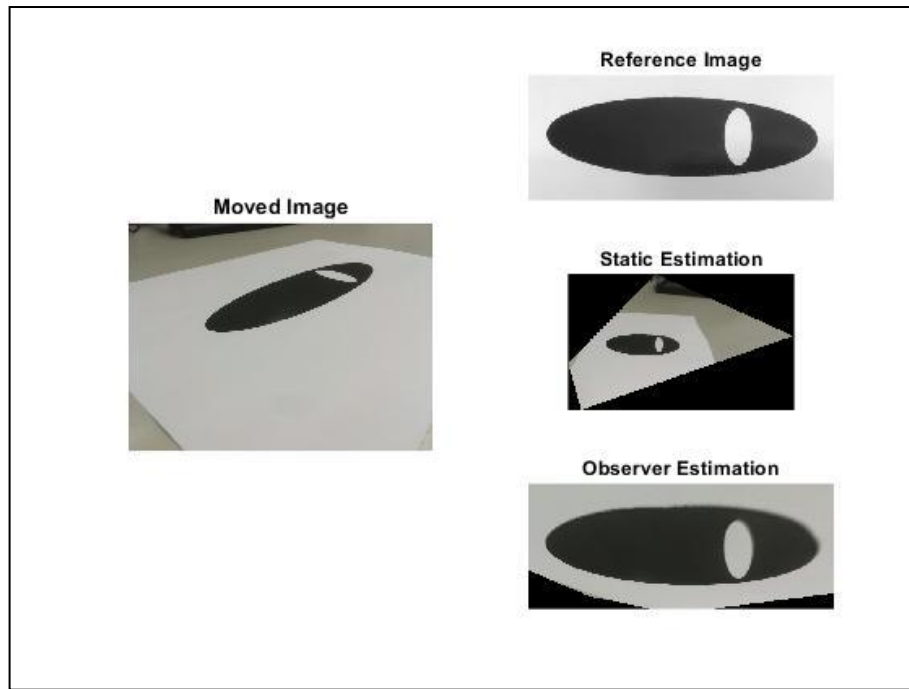 Reference Image
Moved Image
Static Estimation
Observer Estimation